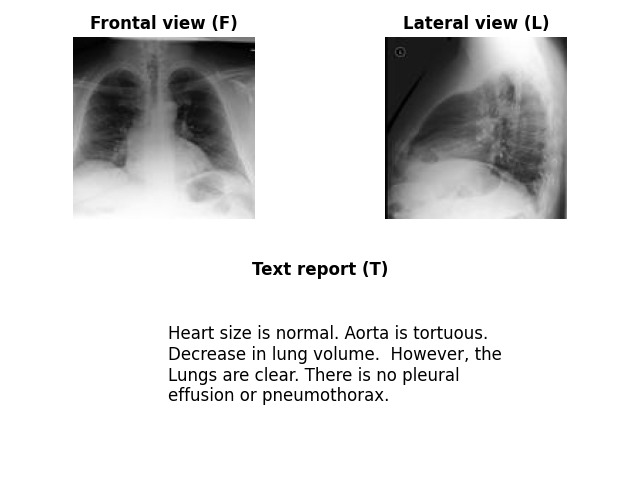 Frontal view (F)
Lateral view (L)
Text report (T)
Heart size is normal. Aorta is tortuous.
Decrease in lung volume.  However, the
Lungs are clear. There is no pleural
effusion or pneumothorax.